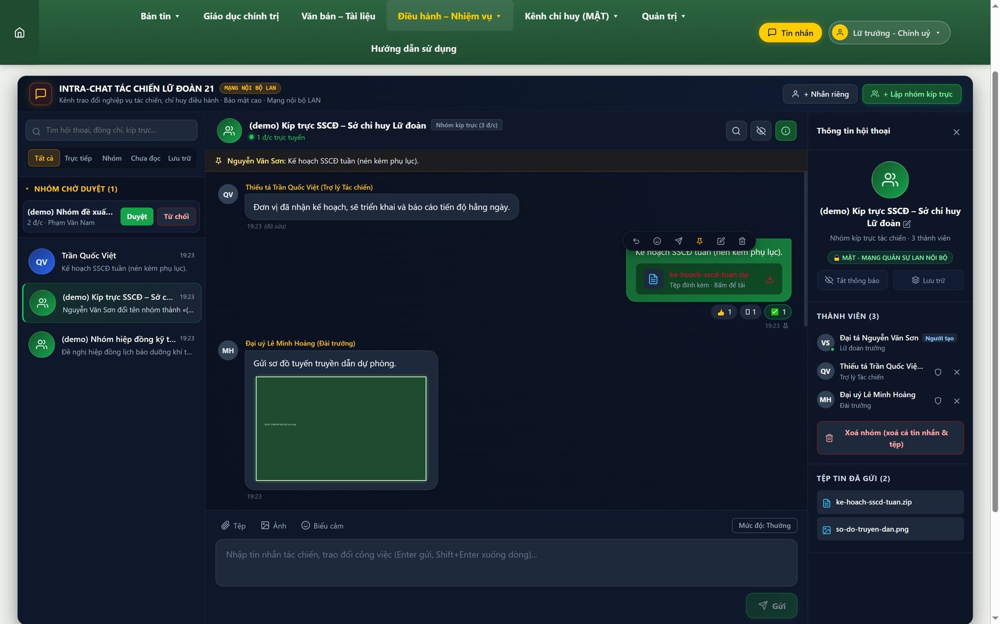 Bản tin
Giáo dục chính trị
Văn bản – Tài liệu
Điều hành – Nhiệm vụ
Kênh chỉ huy (MẬT)
Quản trị
Hướng dẫn sử dụng
Tin nhắn
Lữ trưởng - Chính uỷ
INTRA-CHAT TÁC CHIẾN LỮ ĐOÀN 21
MẠNG NỘI BỘ LAN
Kênh trao đổi nghiệp vụ tác chiến, chỉ huy điều hành · Bảo mật cao · Mạng nội bộ LAN
+ Nhắn riêng
+ Lập nhóm kíp trực
Tìm hội thoại, đồng chí, kíp trực...
Tất cả
Trực tiếp
Nhóm
Chưa đọc
Lưu trữ
NHÓM CHỜ DUYỆT (1)
(demo) Nhóm đề xuấ...
2 đ/c · Phạm Văn Nam
Duyệt
Từ chối
QV
Trần Quốc Việt
19:23
Kế hoạch SSCĐ tuần (nén kèm phụ lục).
(demo) Kíp trực SSCĐ – Sở c...
19:23
Nguyễn Văn Sơn đổi tên nhóm thành «(...
(demo) Nhóm hiệp đồng kỹ t...
19:23
Đề nghị hiệp đồng lịch bảo dưỡng khí t...
(demo) Kíp trực SSCĐ – Sở chỉ huy Lữ đoàn
Nhóm kíp trực (3 đ/c)
1 đ/c trực tuyến
Nguyễn Văn Sơn: Kế hoạch SSCĐ tuần (nén kèm phụ lục).
QV
Thiếu tá Trần Quốc Việt (Trợ lý Tác chiến)
Đơn vị đã nhận kế hoạch, sẽ triển khai và báo cáo tiến độ hằng ngày.
19:23 (đã sửa)
Kế hoạch SSCĐ tuần (nén kèm phụ lục).
ke-hoach-sscd-tuan.zip
Tệp đính kèm · Bấm để tải
👍 1
1
✅ 1
19:23
MH
Đại uý Lê Minh Hoàng (Đài trưởng)
Gửi sơ đồ tuyến truyền dẫn dự phòng.
19:23
Tệp
Ảnh
Biểu cảm
Mức độ: Thường
Nhập tin nhắn tác chiến, trao đổi công việc (Enter gửi, Shift+Enter xuống dòng)...
Gửi
Thông tin hội thoại
(demo) Kíp trực SSCĐ – Sở chỉ huy
Lữ đoàn
Nhóm kíp trực tác chiến · 3 thành viên
🔒 MẬT - MẠNG QUÂN SỰ LAN NỘI BỘ
Tắt thông báo
Lưu trữ
THÀNH VIÊN (3)
VS
Đại tá Nguyễn Văn Sơn
Người tạo
Lữ đoàn trưởng
QV
Thiếu tá Trần Quốc Việ...
Trợ lý Tác chiến
MH
Đại uý Lê Minh Hoàng
Đài trưởng
Xoá nhóm (xoá cả tin nhắn &
tệp)
TỆP TIN ĐÃ GỬI (2)
ke-hoach-sscd-tuan.zip
so-do-truyen-dan.png